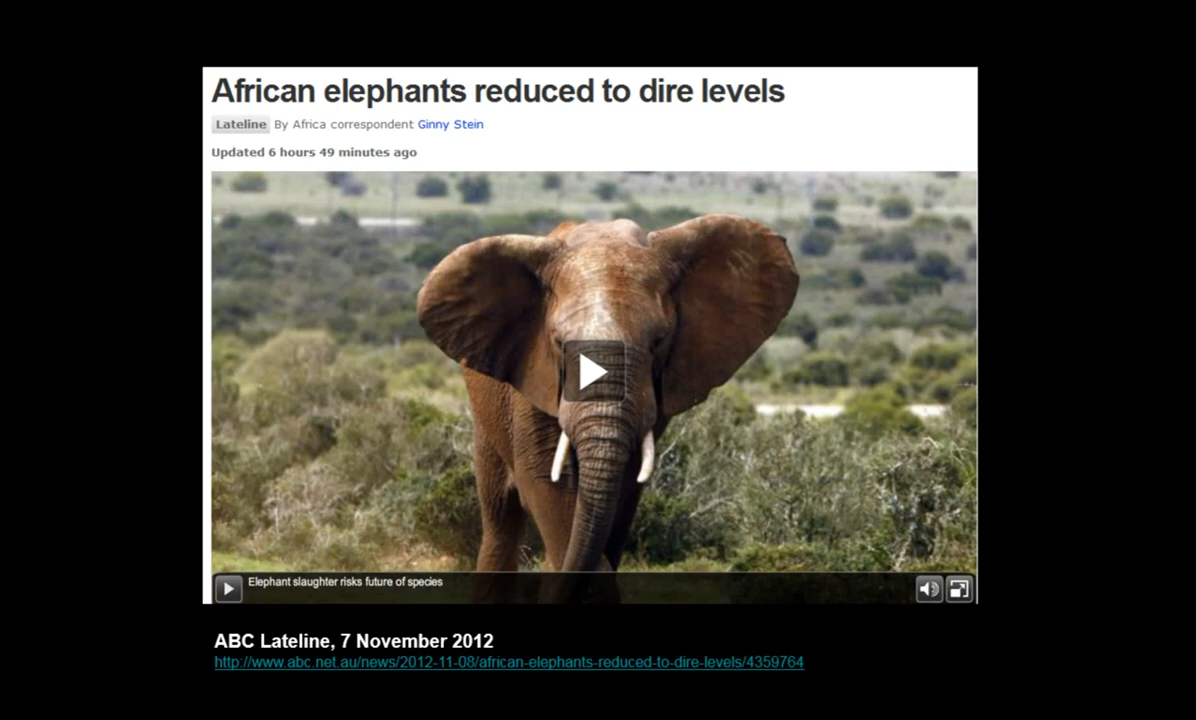 African elephants reduced to dire levels
Lateline By Africa correspondent Ginny Stein
Updated 6 hours 49 minutes ago
Elephant slaughter risks future of species
ABC Lateline, 7 November 2012
http://www.abc.net.au/news/2012-11-08/african-elephants-reduced-to-dire-levels/4359764